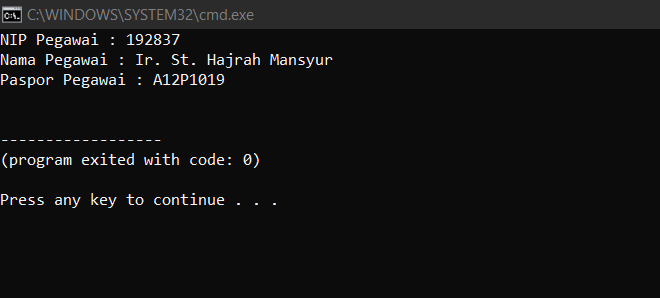 C:\WINDOWS\SYSTEM32\cmd.exe
NIP Pegawai : 192837
Nama Pegawai : Ir. St. Hajrah Mansyur
Paspor Pegawai : A12P1019
------------------
(program exited with code: 0)
Press any key to continue . . .